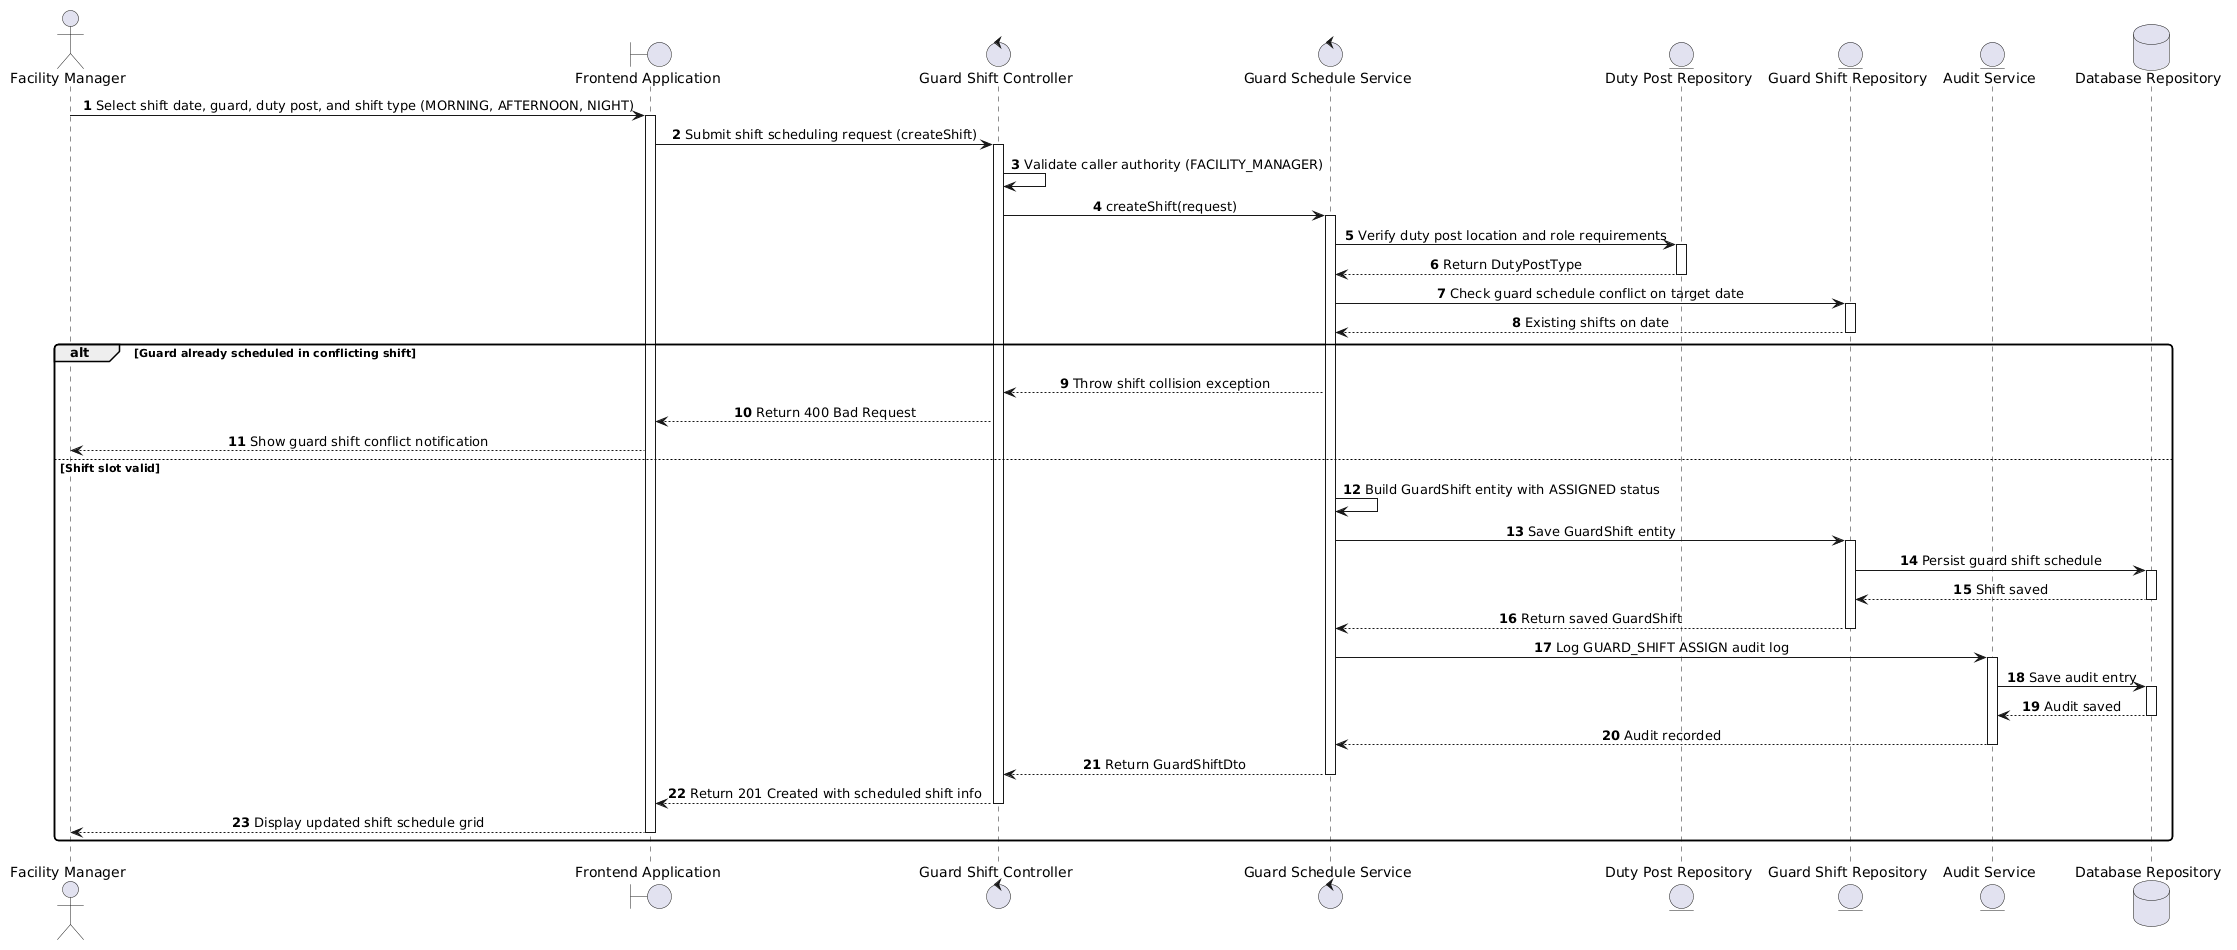 Facility Manager
Frontend Application
Guard Shift Controller
Guard Schedule Service
Duty Post Repository
Guard Shift Repository
Audit Service
Database Repository
1 Select shift date, guard, duty post, and shift type (MORNING, AFTERNOON, NIGHT)
2 Submit shift scheduling request (createShift)
3 Validate caller authority (FACILITY_MANAGER)
4 createShift(request)
5 Verify duty post location and role requirements
6 Return DutyPostType
7 Check guard schedule conflict on target date
8 Existing shifts on date
alt [Guard already scheduled in conflicting shift]
9 Throw shift collision exception
10 Return 400 Bad Request
11 Show guard shift conflict notification
[Shift slot valid]
12 Build GuardShift entity with ASSIGNED status
13 Save GuardShift entity
14 Persist guard shift schedule
15 Shift saved
16 Return saved GuardShift
17 Log GUARD_SHIFT ASSIGN audit log
18 Save audit entry
19 Audit saved
20 Audit recorded
21 Return GuardShiftDto
22 Return 201 Created with scheduled shift info
23 Display updated shift schedule grid
Facility Manager
Frontend Application
Guard Shift Controller
Guard Schedule Service
Duty Post Repository
Guard Shift Repository
Audit Service
Database Repository